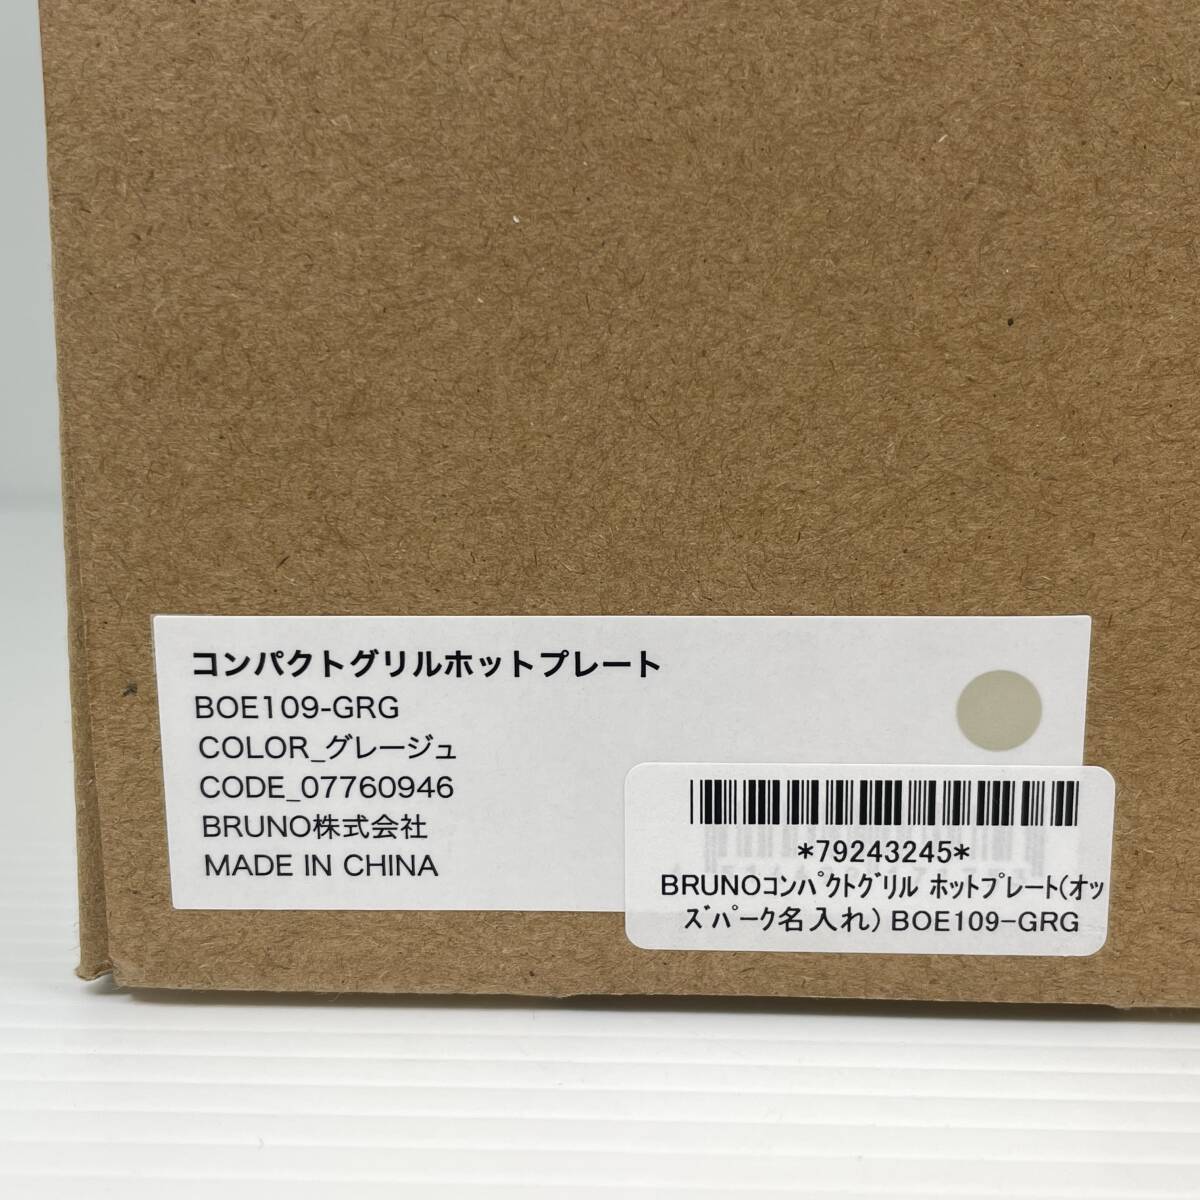 コンパクトグリルホットプレート
BOE109-GRG
COLOR_グレージュ
CODE_07760946
BRUNO株式会社
MADE IN CHINA
*79243245*
BRUNOｺﾝﾊﾟｸﾄｸﾞﾘﾙ ﾎｯﾄﾌﾟﾚｰﾄ(ｵｯ
ｽﾞﾊﾟｰｸ名入れ) BOE109-GRG